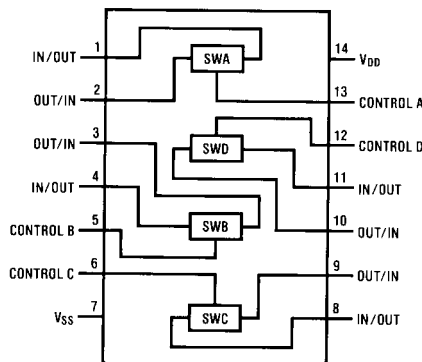 1
IN/OUT
SWA
14
VDD
2
OUT/IN
13
CONTROL A
3
OUT/IN
SWD
12
CONTROL D
4
IN/OUT
11
IN/OUT
5
CONTROL B
SWB
10
OUT/IN
6
CONTROL C
9
OUT/IN
7
VSS
SWC
8
IN/OUT